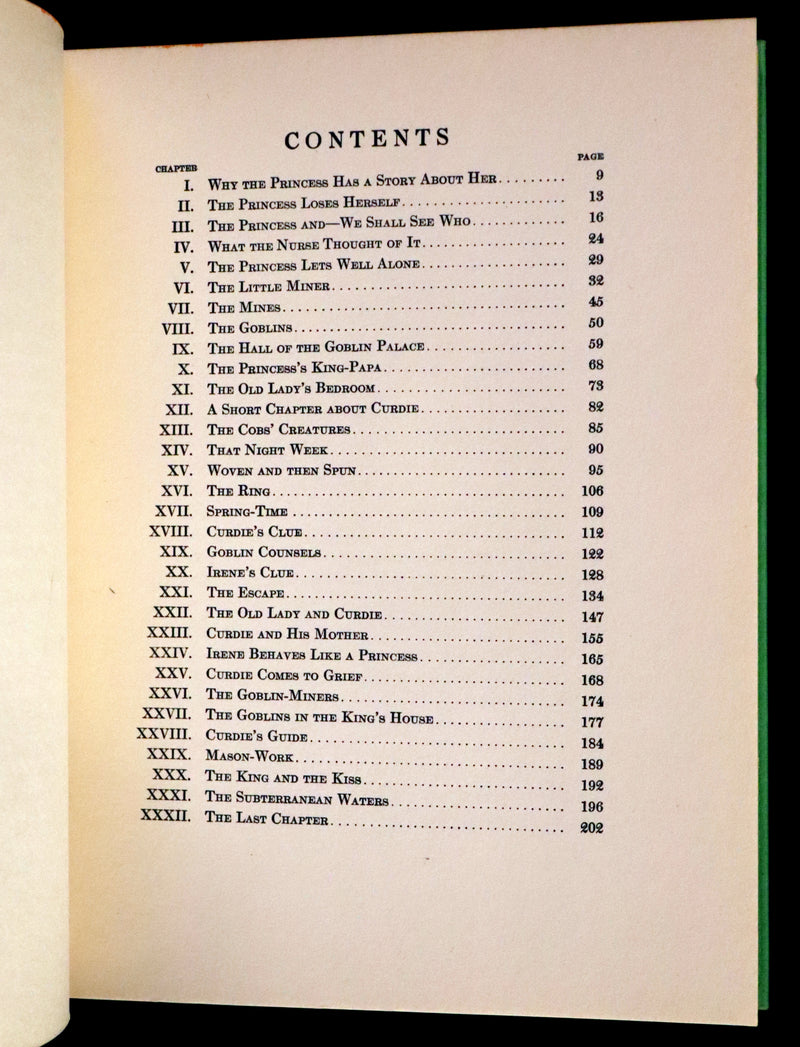 CONTENTS
CHAPTER PAGE
I. Why the Princess Has a Story About Her......... 9
II. The Princess Loses Herself..................... 13
III. The Princess and—We Shall See Who............ 16
IV. What the Nurse Thought of It.................. 24
V. The Princess Lets Well Alone................... 29
VI. The Little Miner............................. 32
VII. The Mines.................................. 45
VIII. The Goblins................................ 50
IX. The Hall of the Goblin Palace................. 59
X. The Princess's King-Papa...................... 68
XI. The Old Lady's Bedroom....................... 73
XII. A Short Chapter about Curdie.................. 82
XIII. The Cobs' Creatures......................... 85
XIV. That Night Week............................ 90
XV. Woven and then Spun......................... 95
XVI. The Ring................................... 106
XVII. Spring-Time ................................ 109
XVIII. Curdie's Clue............................... 112
XIX. Goblin Counsels............................. 122
XX. Irene's Clue................................ 128
XXI. The Escape................................. 134
XXII. The Old Lady and Curdie...................... 147
XXIII. Curdie and His Mother........................ 155
XXIV. Irene Behaves Like a Princess.................. 165
XXV. Curdie Comes to Grief........................ 168
XXVI. The Goblin-Miners........................... 174
XXVII. The Goblins in the King's House................ 177
XXVIII. Curdie's Guide.............................. 184
XXIX. Mason-Work................................ 189
XXX. The King and the Kiss........................ 192
XXXI. The Subterranean Waters...................... 196
XXXII. The Last Chapter............................ 202